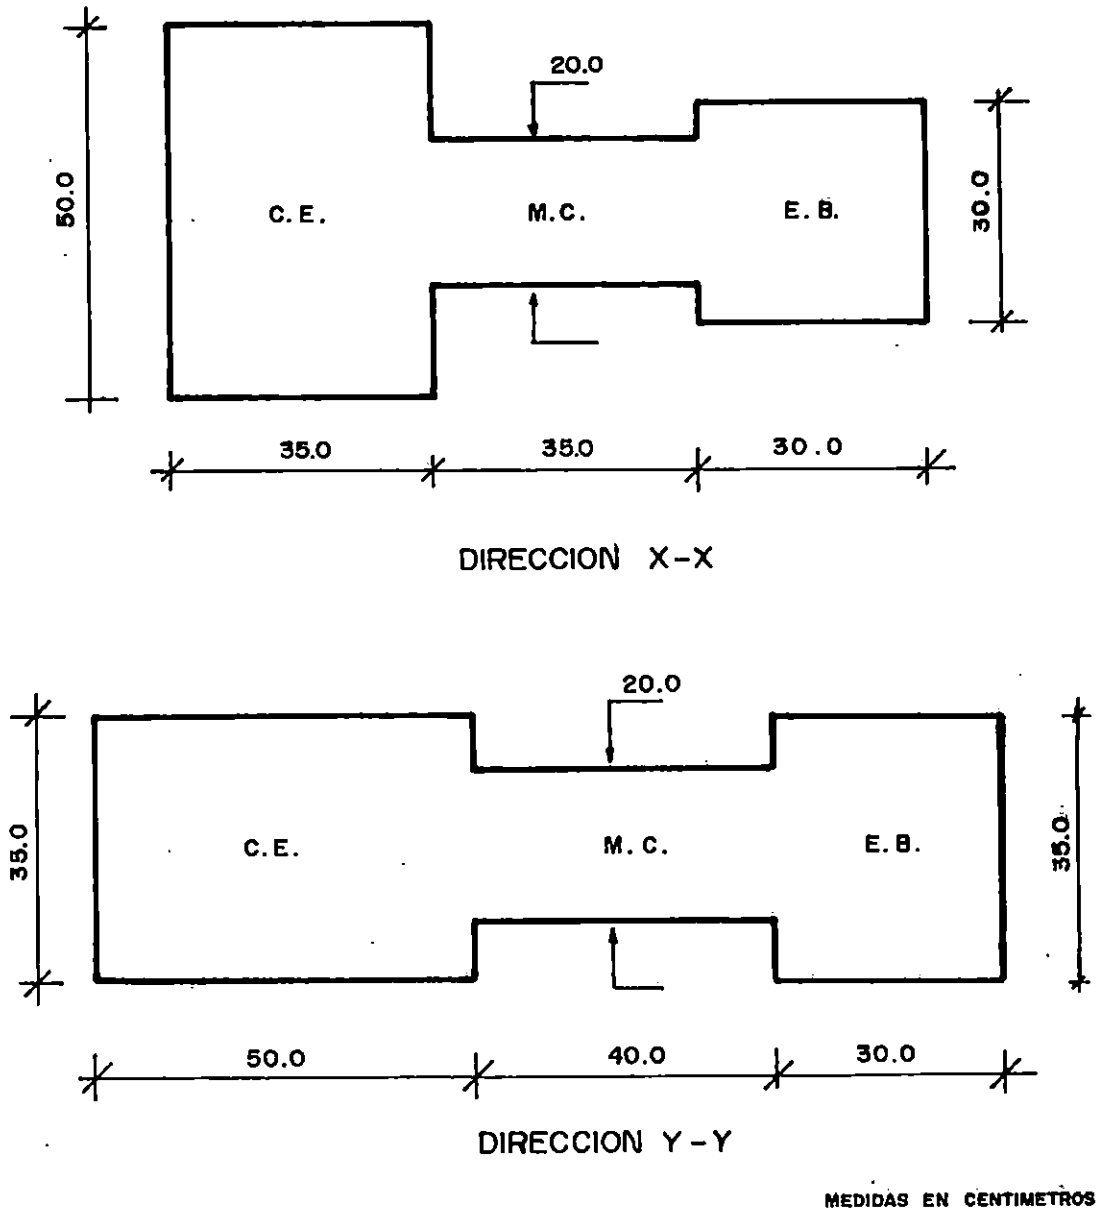 20.0
50.0
30.0
C.E.
M.C.
E.B.
35.0
35.0
30.0
DIRECCION X-X
20.0
35.0
35.0
C.E.
M.C.
E.B.
50.0
40.0
30.0
DIRECCION Y-Y
MEDIDAS EN CENTIMETROS